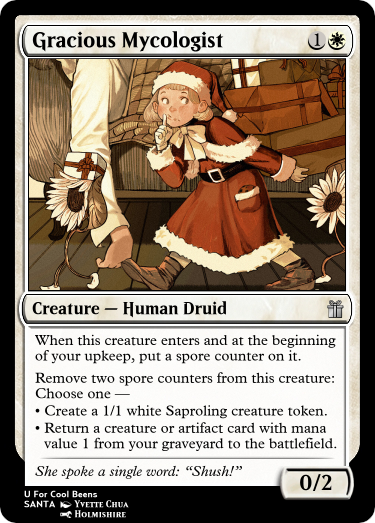 Gracious Mycologist 1
Creature — Human Druid
When this creature enters and at the beginning
of your upkeep, put a spore counter on it.
Remove two spore counters from this creature:
Choose one —
• Create a 1/1 white Saproling creature token.
• Return a creature or artifact card with mana
value 1 from your graveyard to the battlefield.
She spoke a single word: “Shush!”
0/2
U For Cool Beens
SANTA Yvette Chua
Holmishire